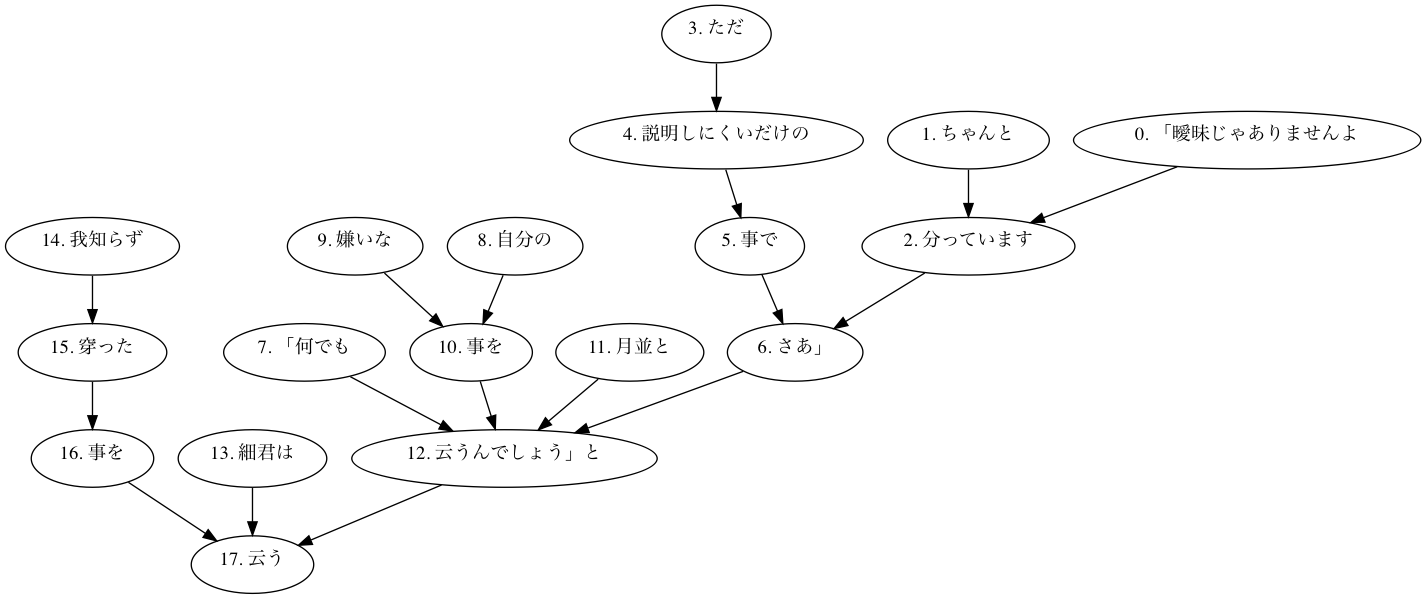 3. ただ
4. 説明しにくいだけの
1. ちゃんと
0. 「曖昧じゃありませんよ
14. 我知らず
9. 嫌いな
8. 自分の
5. 事で
2. 分っています
15. 穿った
7. 「何でも
10. 事を
11. 月並と
6. さあ」
16. 事を
13. 細君は
12. 云うんでしょう」と
17. 云う